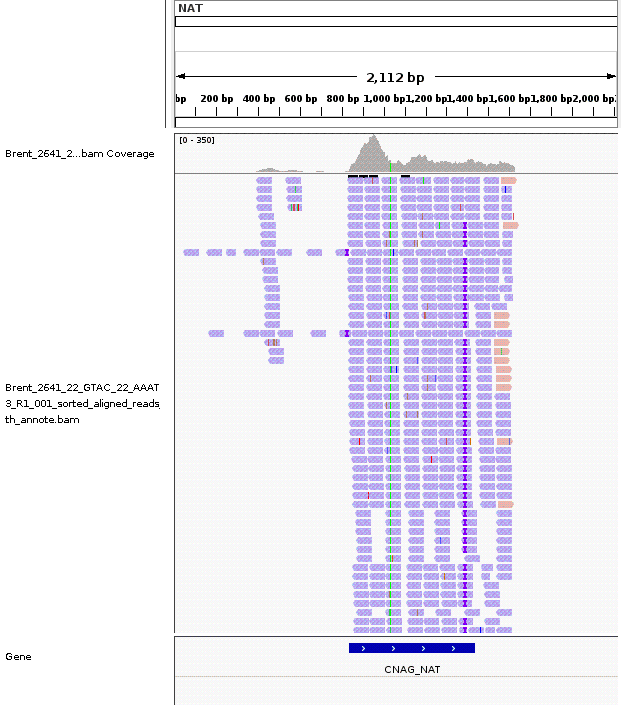 NAT
2,112 bp
bp 200 bp 400 bp 600 bp 800 bp 1,000 bp 1,200 bp 1,400 bp 1,600 bp 1,800 bp 2,000 bp
[0 - 350]
Brent_2641_2...bam Coverage
Brent_2641_22_GTAC_22_AAAT
3_R1_001_sorted_aligned_reads_
th_annote.bam
Gene
CNAG_NAT